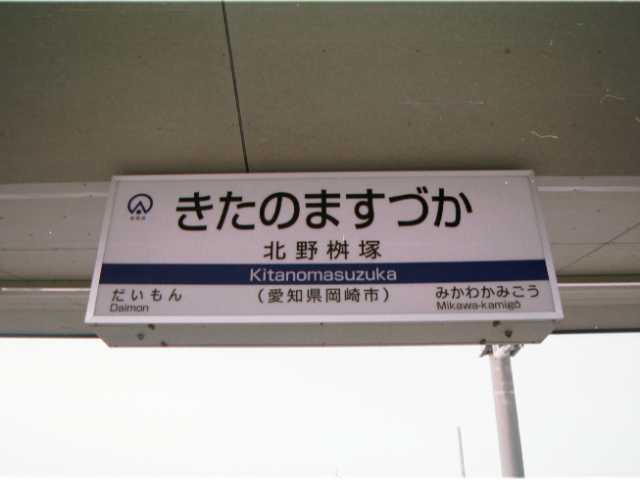 きたのますづか
北野桝塚
Kitanomasuzuka
だいもん (愛知県岡崎市) みかわかみごう
Daimon Mikawa-kamigō